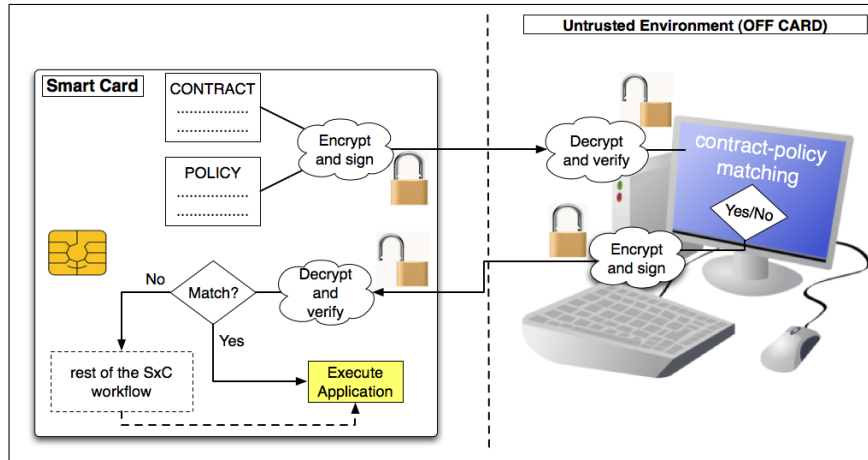 Untrusted Environment (OFF CARD)
Smart Card
CONTRACT
.................
.................
Encrypt
and sign
POLICY
.................
.................
Decrypt
and verify
contract-policy
matching
Yes/No
Encrypt
and sign
Decrypt
and
verify
Match?
No
Yes
rest of the SxC
workflow
Execute
Application